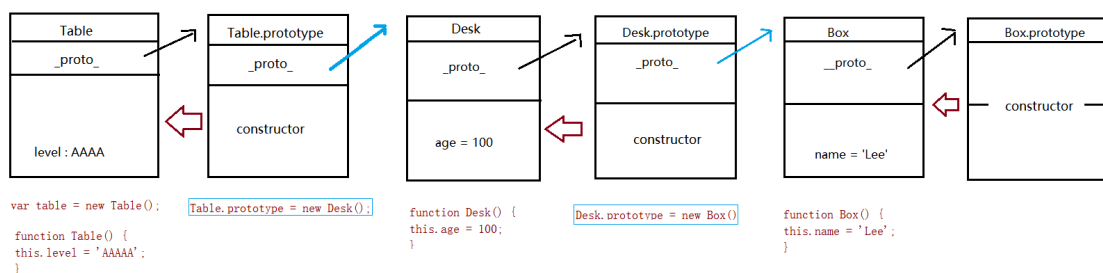 Table
_proto_
level : AAAA
Table.prototype
_proto_
constructor
Desk
_proto_
age = 100
Desk.prototype
_proto_
constructor
Box
__proto_
name = 'Lee'
Box.prototype
constructor
var table = new Table();
function Table() {
this.level = 'AAAAA';
}
Table.prototype = new Desk();
function Desk() {
this.age = 100;
}
Desk.prototype = new Box()
function Box() {
this.name = 'Lee';
}